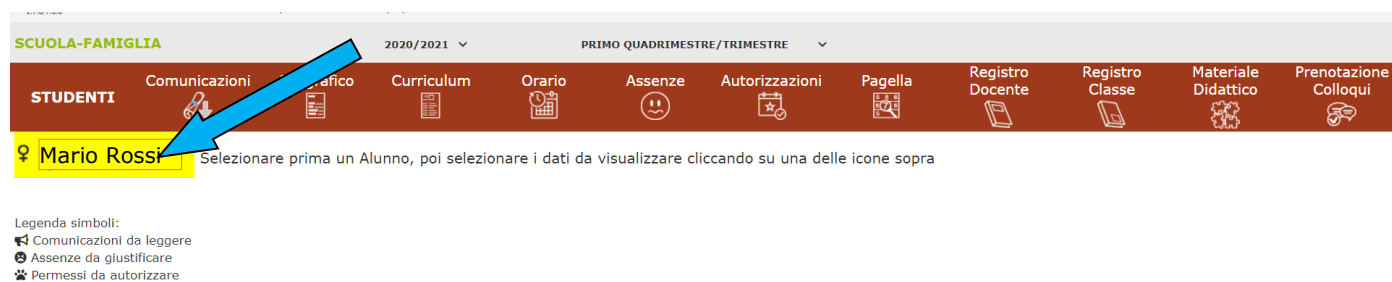 SCUOLA-FAMIGLIA 2020/2021 PRIMO QUADRIMESTRE/TRIMESTRE
STUDENTI Comunicazioni Curriculum Orario Assenze Autorizzazioni Pagella Registro Docente Registro Classe Materiale Didattico Prenotazione Colloqui
Mario Rossi Selezionare prima un Alunno, poi selezionare i dati da visualizzare cliccando su una delle icone sopra
Legenda simboli:
Comunicazioni da leggere
Assenze da giustificare
Permessi da autorizzare